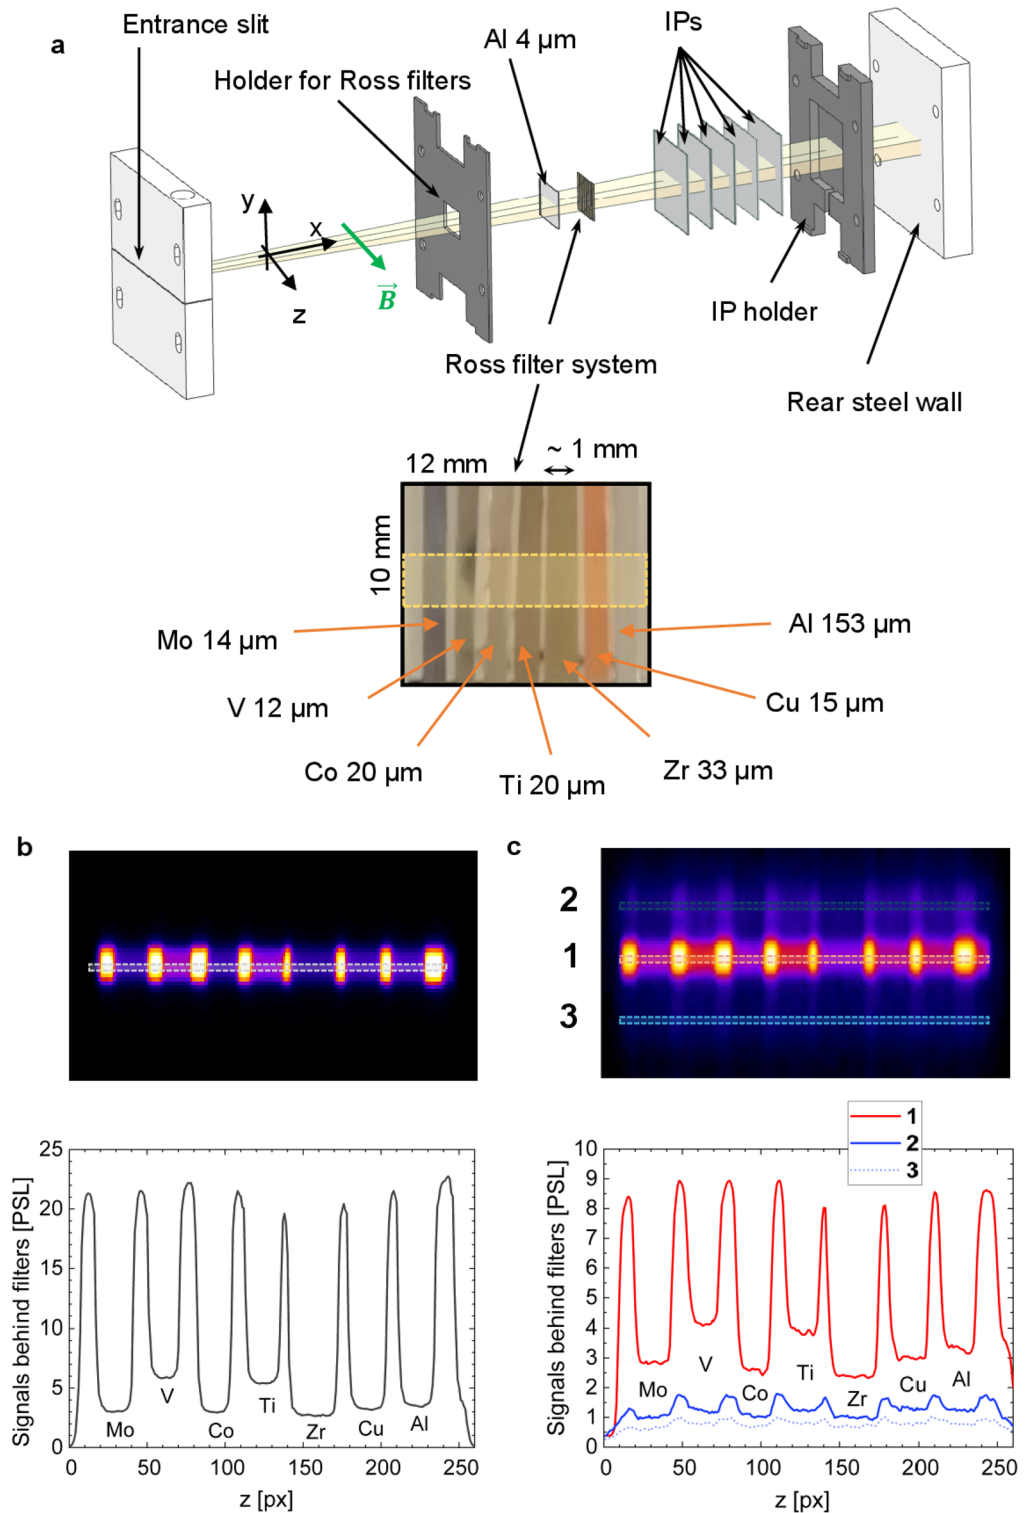 a
Entrance slit
Holder for Ross filters
Al 4 µm
IPs
y
x
z
B
IP holder
Rear steel wall
Ross filter system
12 mm
~ 1 mm
10 mm
Mo 14 µm
Al 153 µm
V 12 µm
Cu 15 µm
Co 20 µm
Ti 20 µm
Zr 33 µm
b
c
2
1
3
Signals behind filters [PSL]
25
20
15
10
5
0
Mo
V
Co
Ti
Zr
Cu
Al
0 50 100 150 200 250
z [px]
1
2
3
Signals behind filters [PSL]
10
9
8
7
6
5
4
3
2
1
0
Mo
V
Co
Ti
Zr
Cu
Al
0 50 100 150 200 250
z [px]